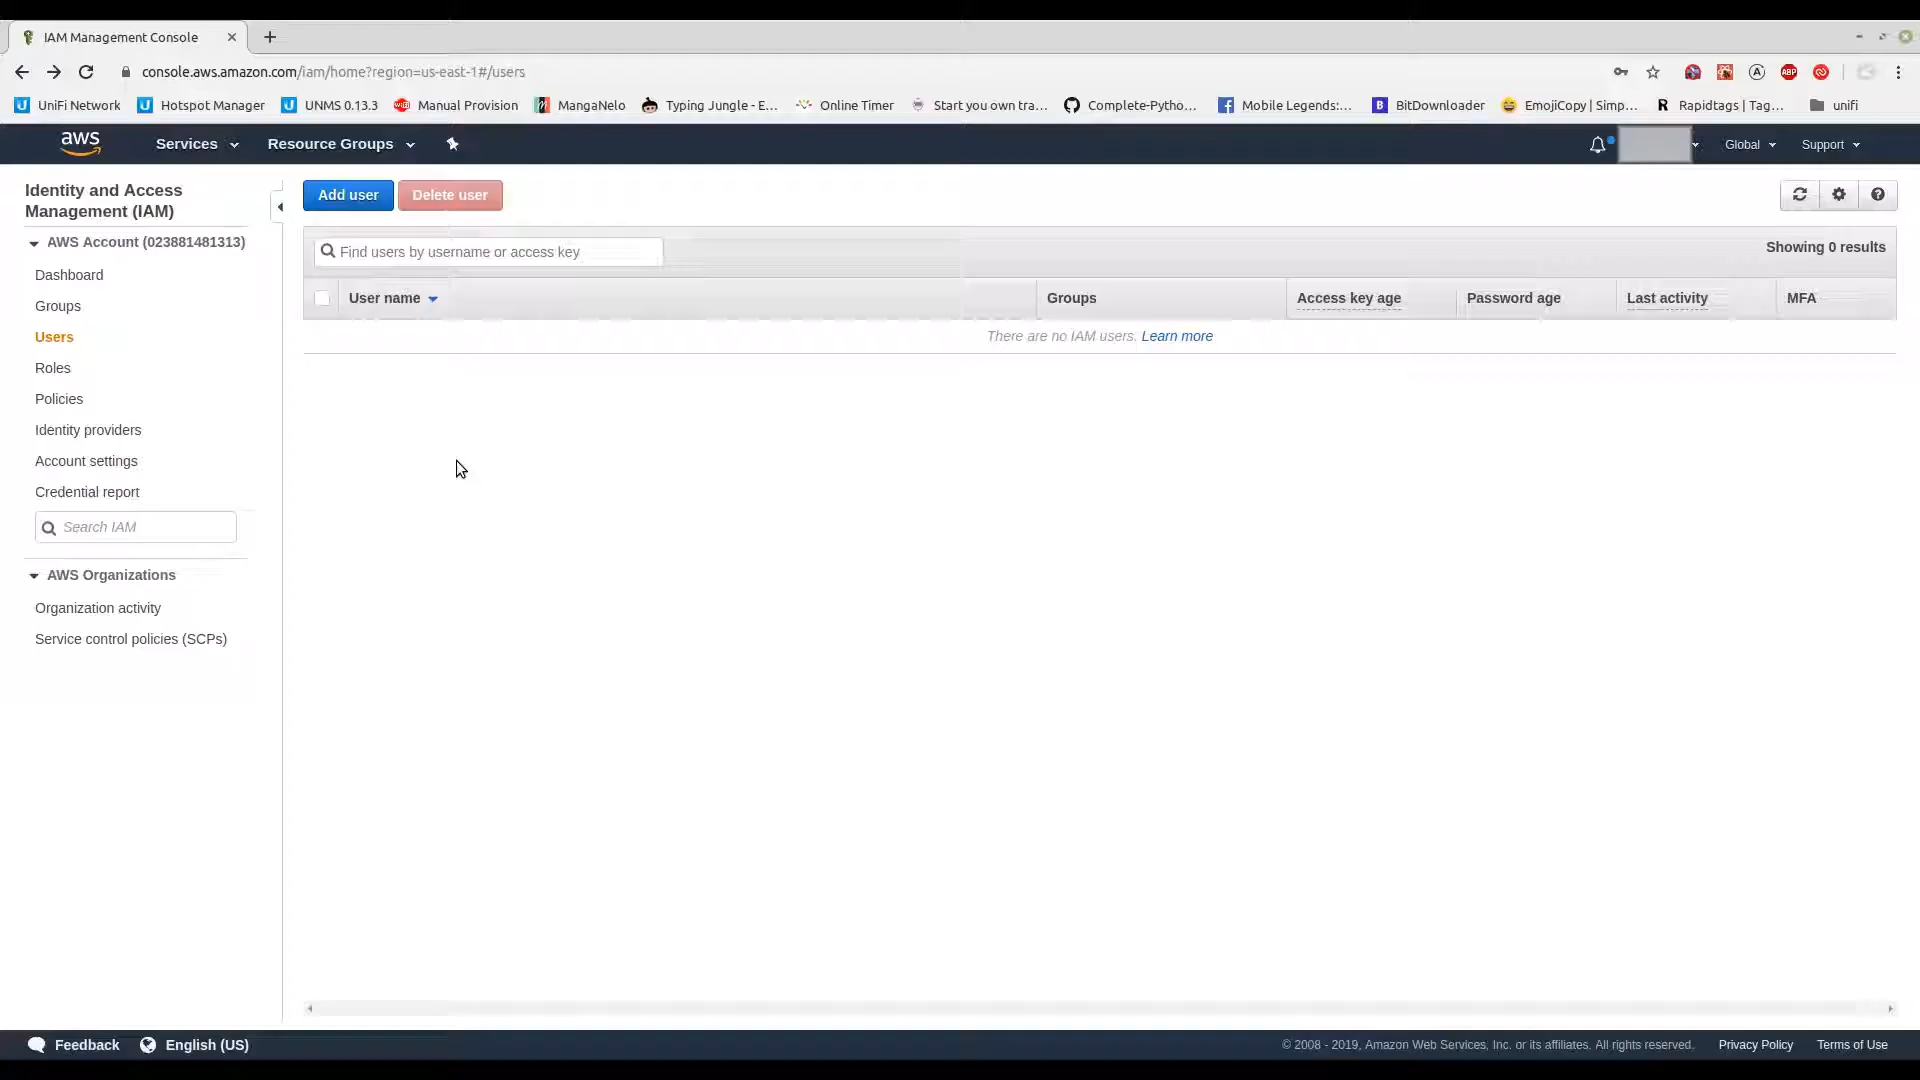 IAM Management Console
console.aws.amazon.com/iam/home?region=us-east-1#/users
ABP
UniFi Network
Hotspot Manager
UNMS 0.13.3
Manual Provision
MangaNelo
Typing Jungle - E...
Online Timer
Start you own tra...
Complete-Pytho...
Mobile Legends:...
BitDownloader
EmojiCopy | Simp...
Rapidtags | Tag...
unifi
aws
Services
Resource Groups
Global
Support
Identity and Access
Management (IAM)
AWS Account (023881481313)
Dashboard
Groups
Users
Roles
Policies
Identity providers
Account settings
Credential report
Search IAM
AWS Organizations
Organization activity
Service control policies (SCPs)
Add user
Delete user
Find users by username or access key
Showing 0 results
User name
Groups
Access key age
Password age
Last activity
MFA
There are no IAM users. Learn more
Feedback
English (US)
© 2008 - 2019, Amazon Web Services, Inc. or its affiliates. All rights reserved.
Privacy Policy
Terms of Use